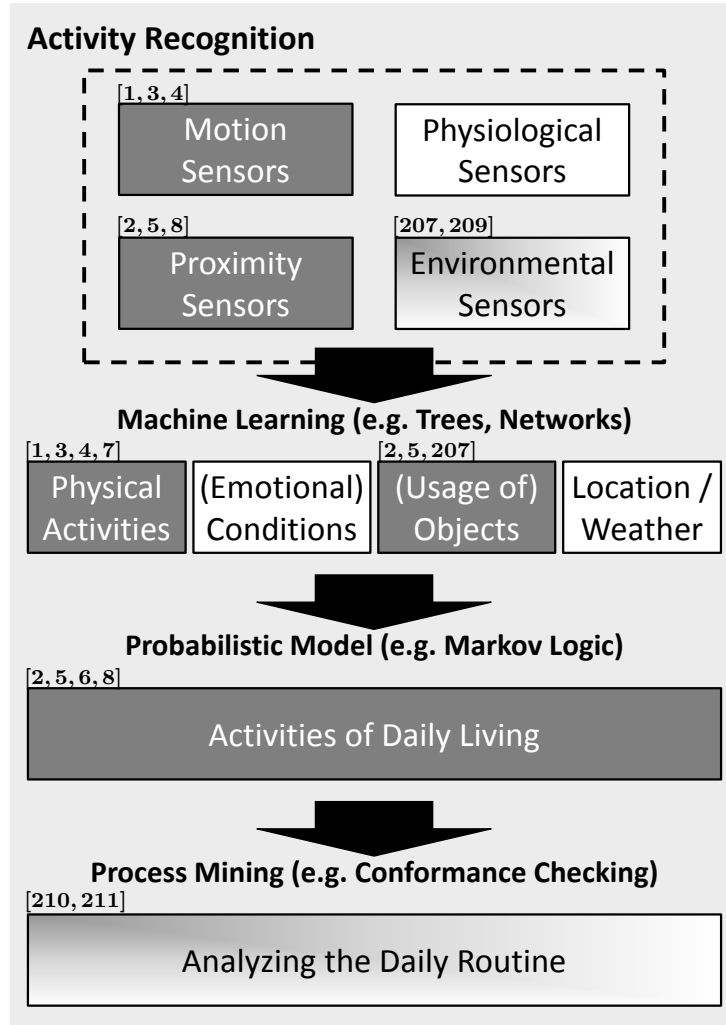 Activity Recognition
[1, 3, 4]
Motion
Sensors
Physiological
Sensors
[2, 5, 8]
Proximity
Sensors
[207, 209]
Environmental
Sensors
Machine Learning (e.g. Trees, Networks)
[1, 3, 4, 7]
Physical
Activities
(Emotional)
Conditions
[2, 5, 207]
(Usage of)
Objects
Location /
Weather
Probabilistic Model (e.g. Markov Logic)
[2, 5, 6, 8]
Activities of Daily Living
Process Mining (e.g. Conformance Checking)
[210, 211]
Analyzing the Daily Routine